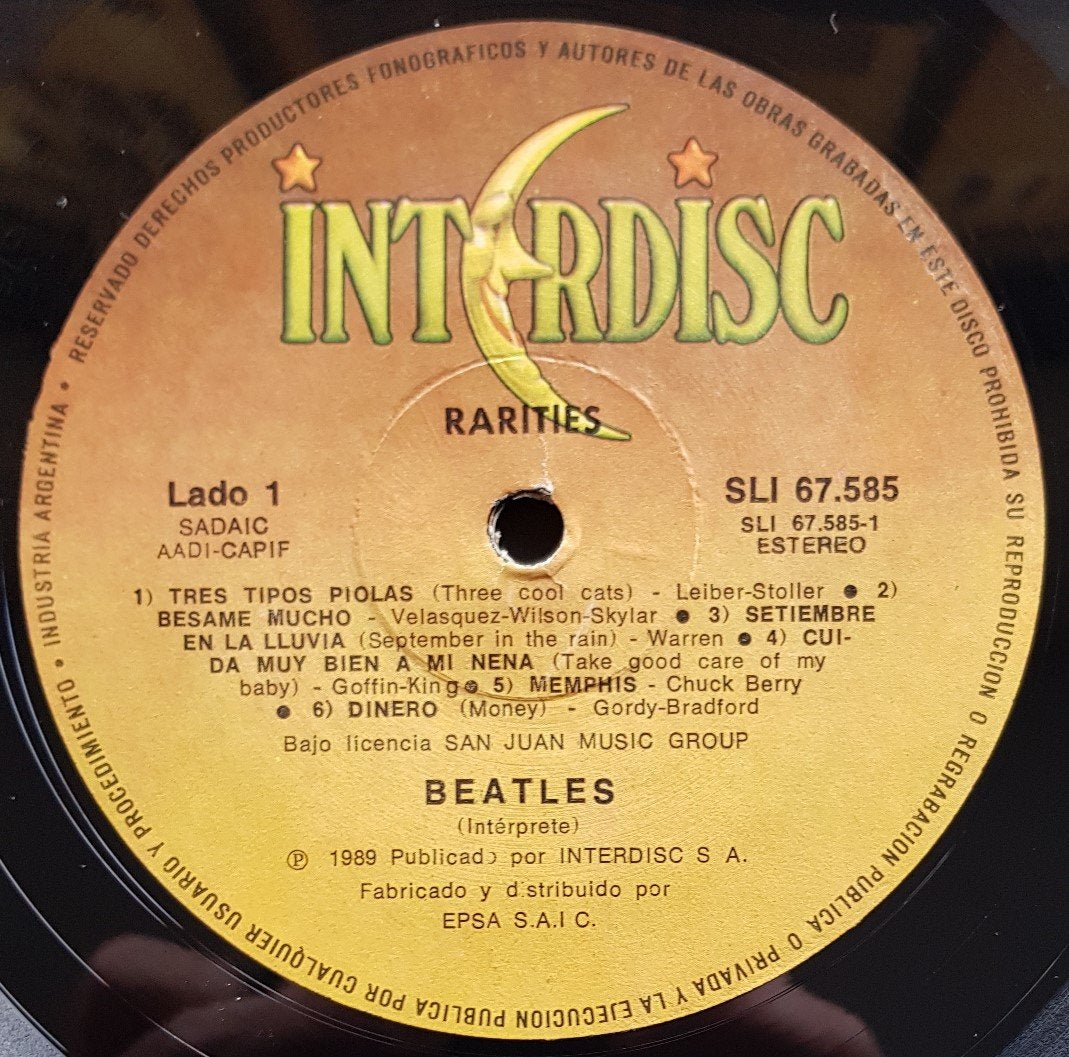 INTERDISC
RARITIES
Lado 1
SADAIC
AADI-CAPIF
SLI 67.585
SLI 67.585-1
ESTEREO
1) TRES TIPOS PIOLAS (Three cool cats) - Leiber-Stoller ● 2)
BESAME MUCHO - Velasquez-Wilson-Skylar ● 3) SETIEMBRE
EN LA LLUVIA (September in the rain) - Warren ● 4) CUI-
DA MUY BIEN A MI NENA (Take good care of my
baby) - Goffin-King ● 5) MEMPHIS - Chuck Berry
● 6) DINERO (Money) - Gordy-Bradford
Bajo licencia SAN JUAN MUSIC GROUP
BEATLES
(Intérprete)
℗ 1989 Publicado por INTERDISC S A.
Fabricado y distribuido por
EPSA S.A.I C.
• INDUSTRIA ARGENTINA • RESERVADO DERECHOS PRODUCTORES FONOGRAFICOS Y AUTORES DE LAS OBRAS GRABADAS EN ESTE DISCO PROHIBIDA SU REPRODUCCION O REGRABACION PUBLICA O PRIVADA Y LA EJECUCION PUBLICA POR CUALQUIER USUARIO Y PROCEDIMIENTO